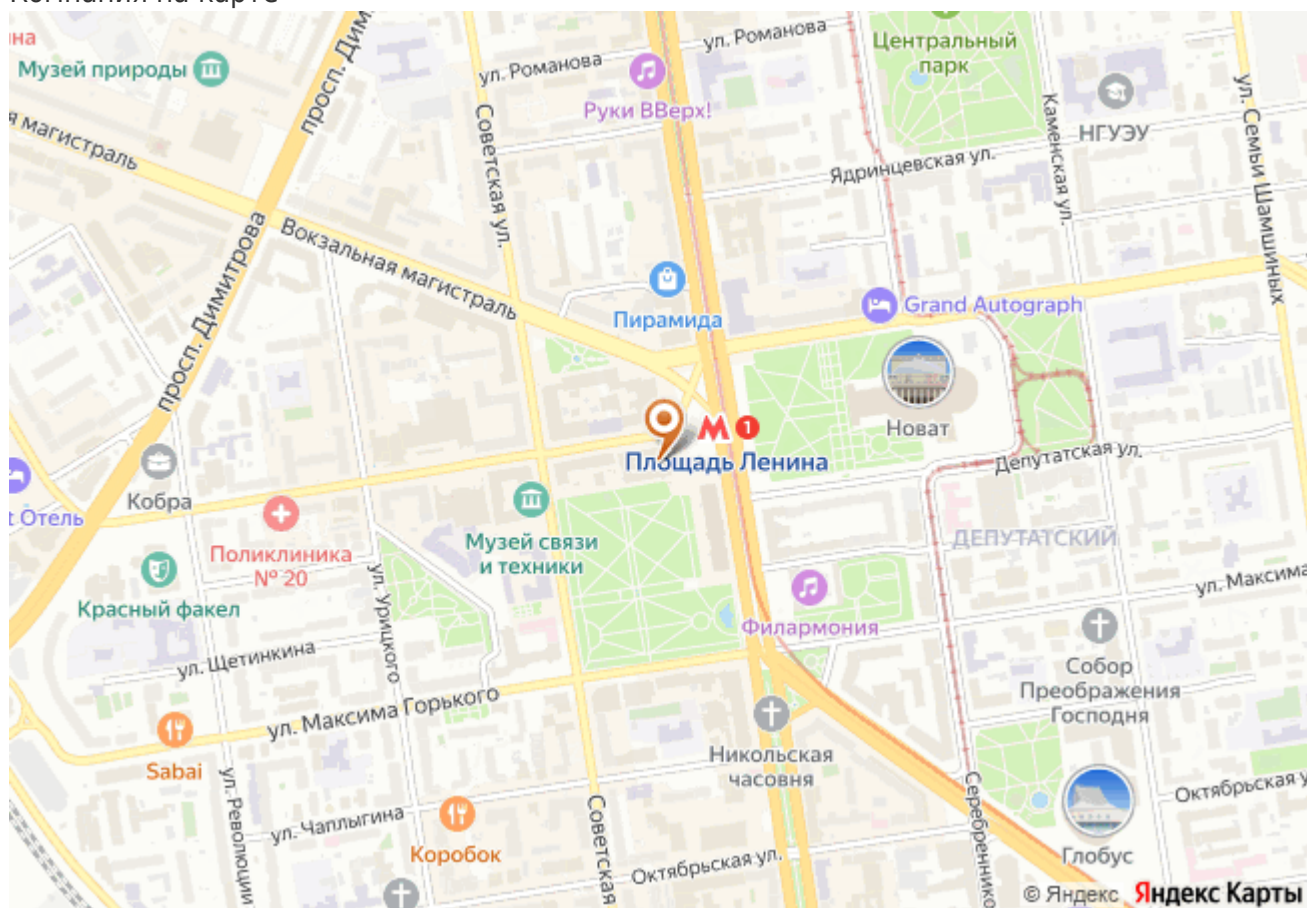 Компания на карте
на
Музей природы
просп. Димитрова
ул. Романова
ул. Романова
Руки ВВерх!
Центральный
парк
НГУЭУ
Каменская ул.
ул. Семьи Шамшиных
я магистраль
Советская ул.
Ядринцевская ул.
Вокзальная магистраль
просп. Димитрова
Пирамида
Grand Autograph
Новат
М 1
Площадь Ленина
Депутатская ул.
Кобра
t Отель
Поликлиника
№ 20
Музей связи
и техники
ДЕПУТАТСКИЙ
ул. Максима
Красный факел
ул. Урицкого
Филармония
ул. Щетинкина
Собор
Преображения
Господня
ул. Максима Горького
Никольская
часовня
Sabai
ул. Революции
ул. Чаплыгина
Коробок
Советская
Октябрьская ул.
Серебреннико
Октябрьская у
Глобус
© Яндекс Яндекс Карты